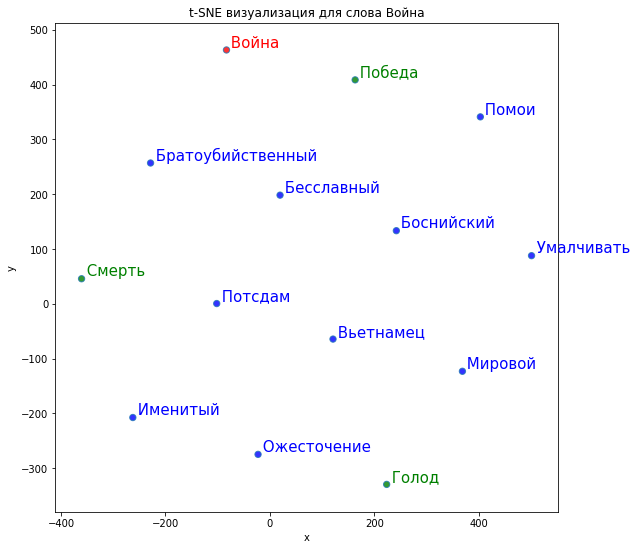 t-SNE визуализация для слова Война
500
400
300
200
100
0
−100
−200
−300
y
Война
Победа
Помои
Братоубийственный
Бесславный
Боснийский
Умалчивать
Смерть
Потсдам
Вьетнамец
Мировой
Именитый
Ожесточение
Голод
−400
−200
0
200
400
x